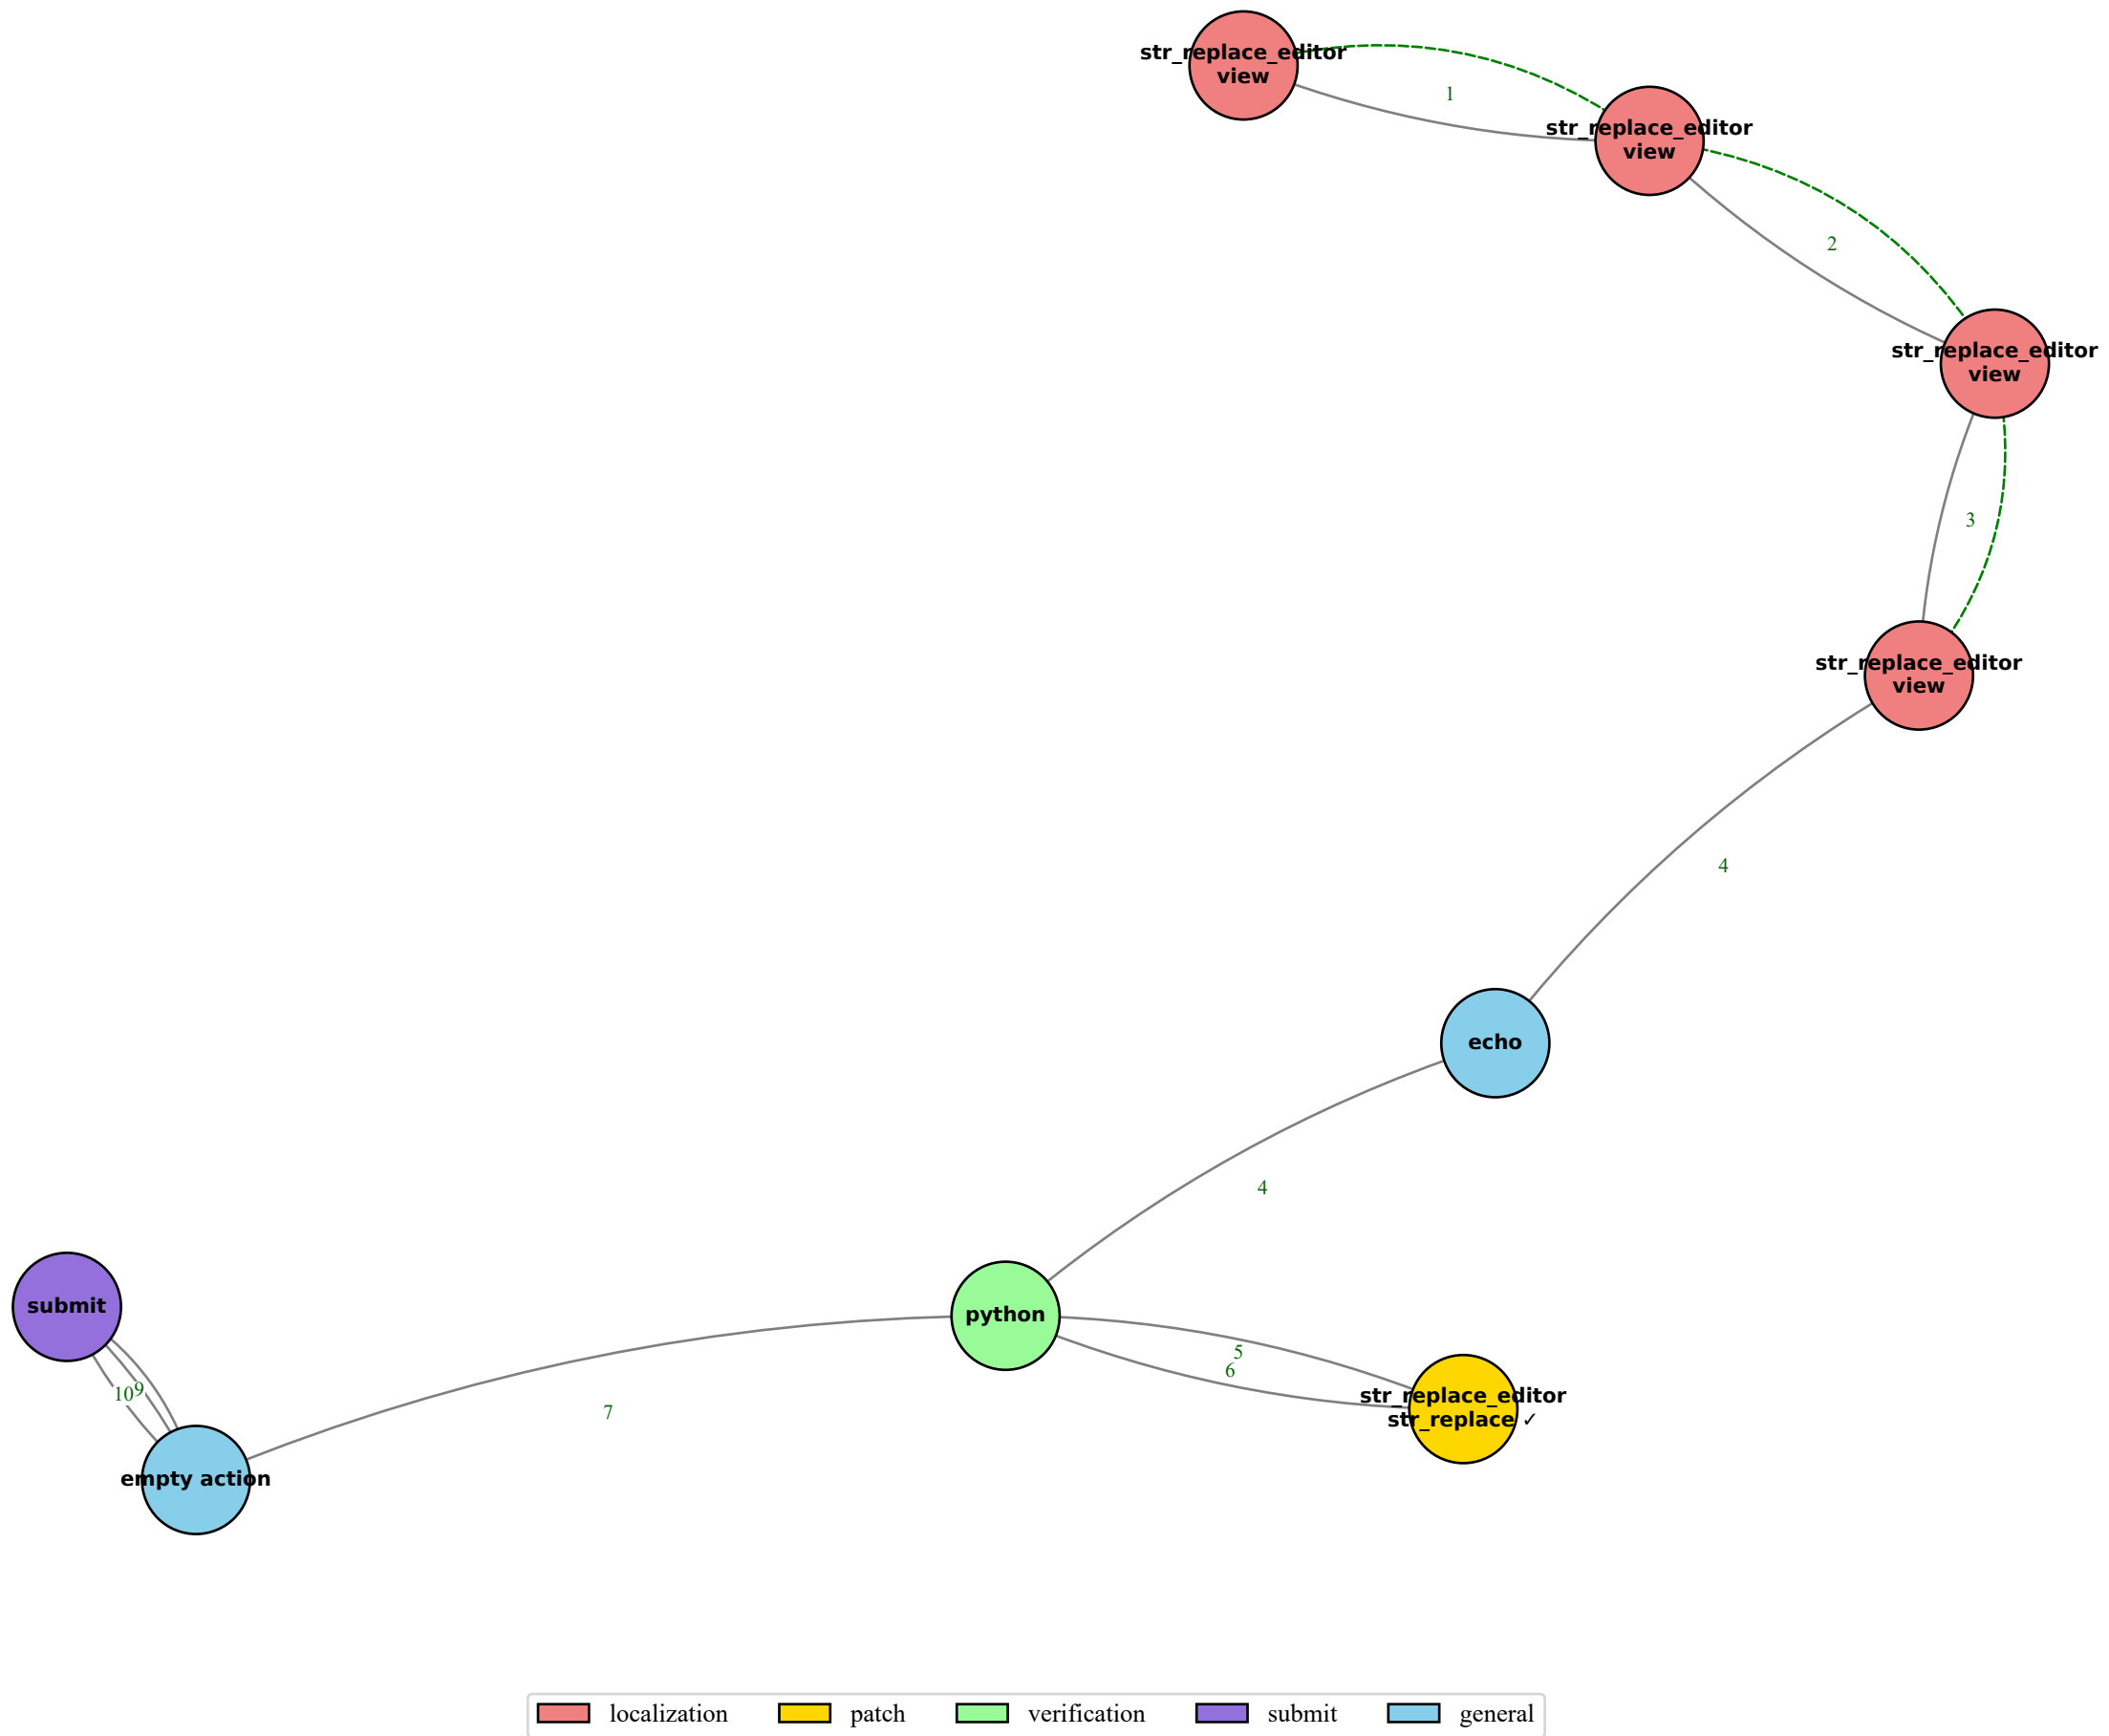 str_replace_editor
view
1
str_replace_editor
view
2
str_replace_editor
view
3
str_replace_editor
view
4
echo
4
submit
python
5
6
109
str_replace_editor
str_replace ✓
7
empty action
localization
patch
verification
submit
general